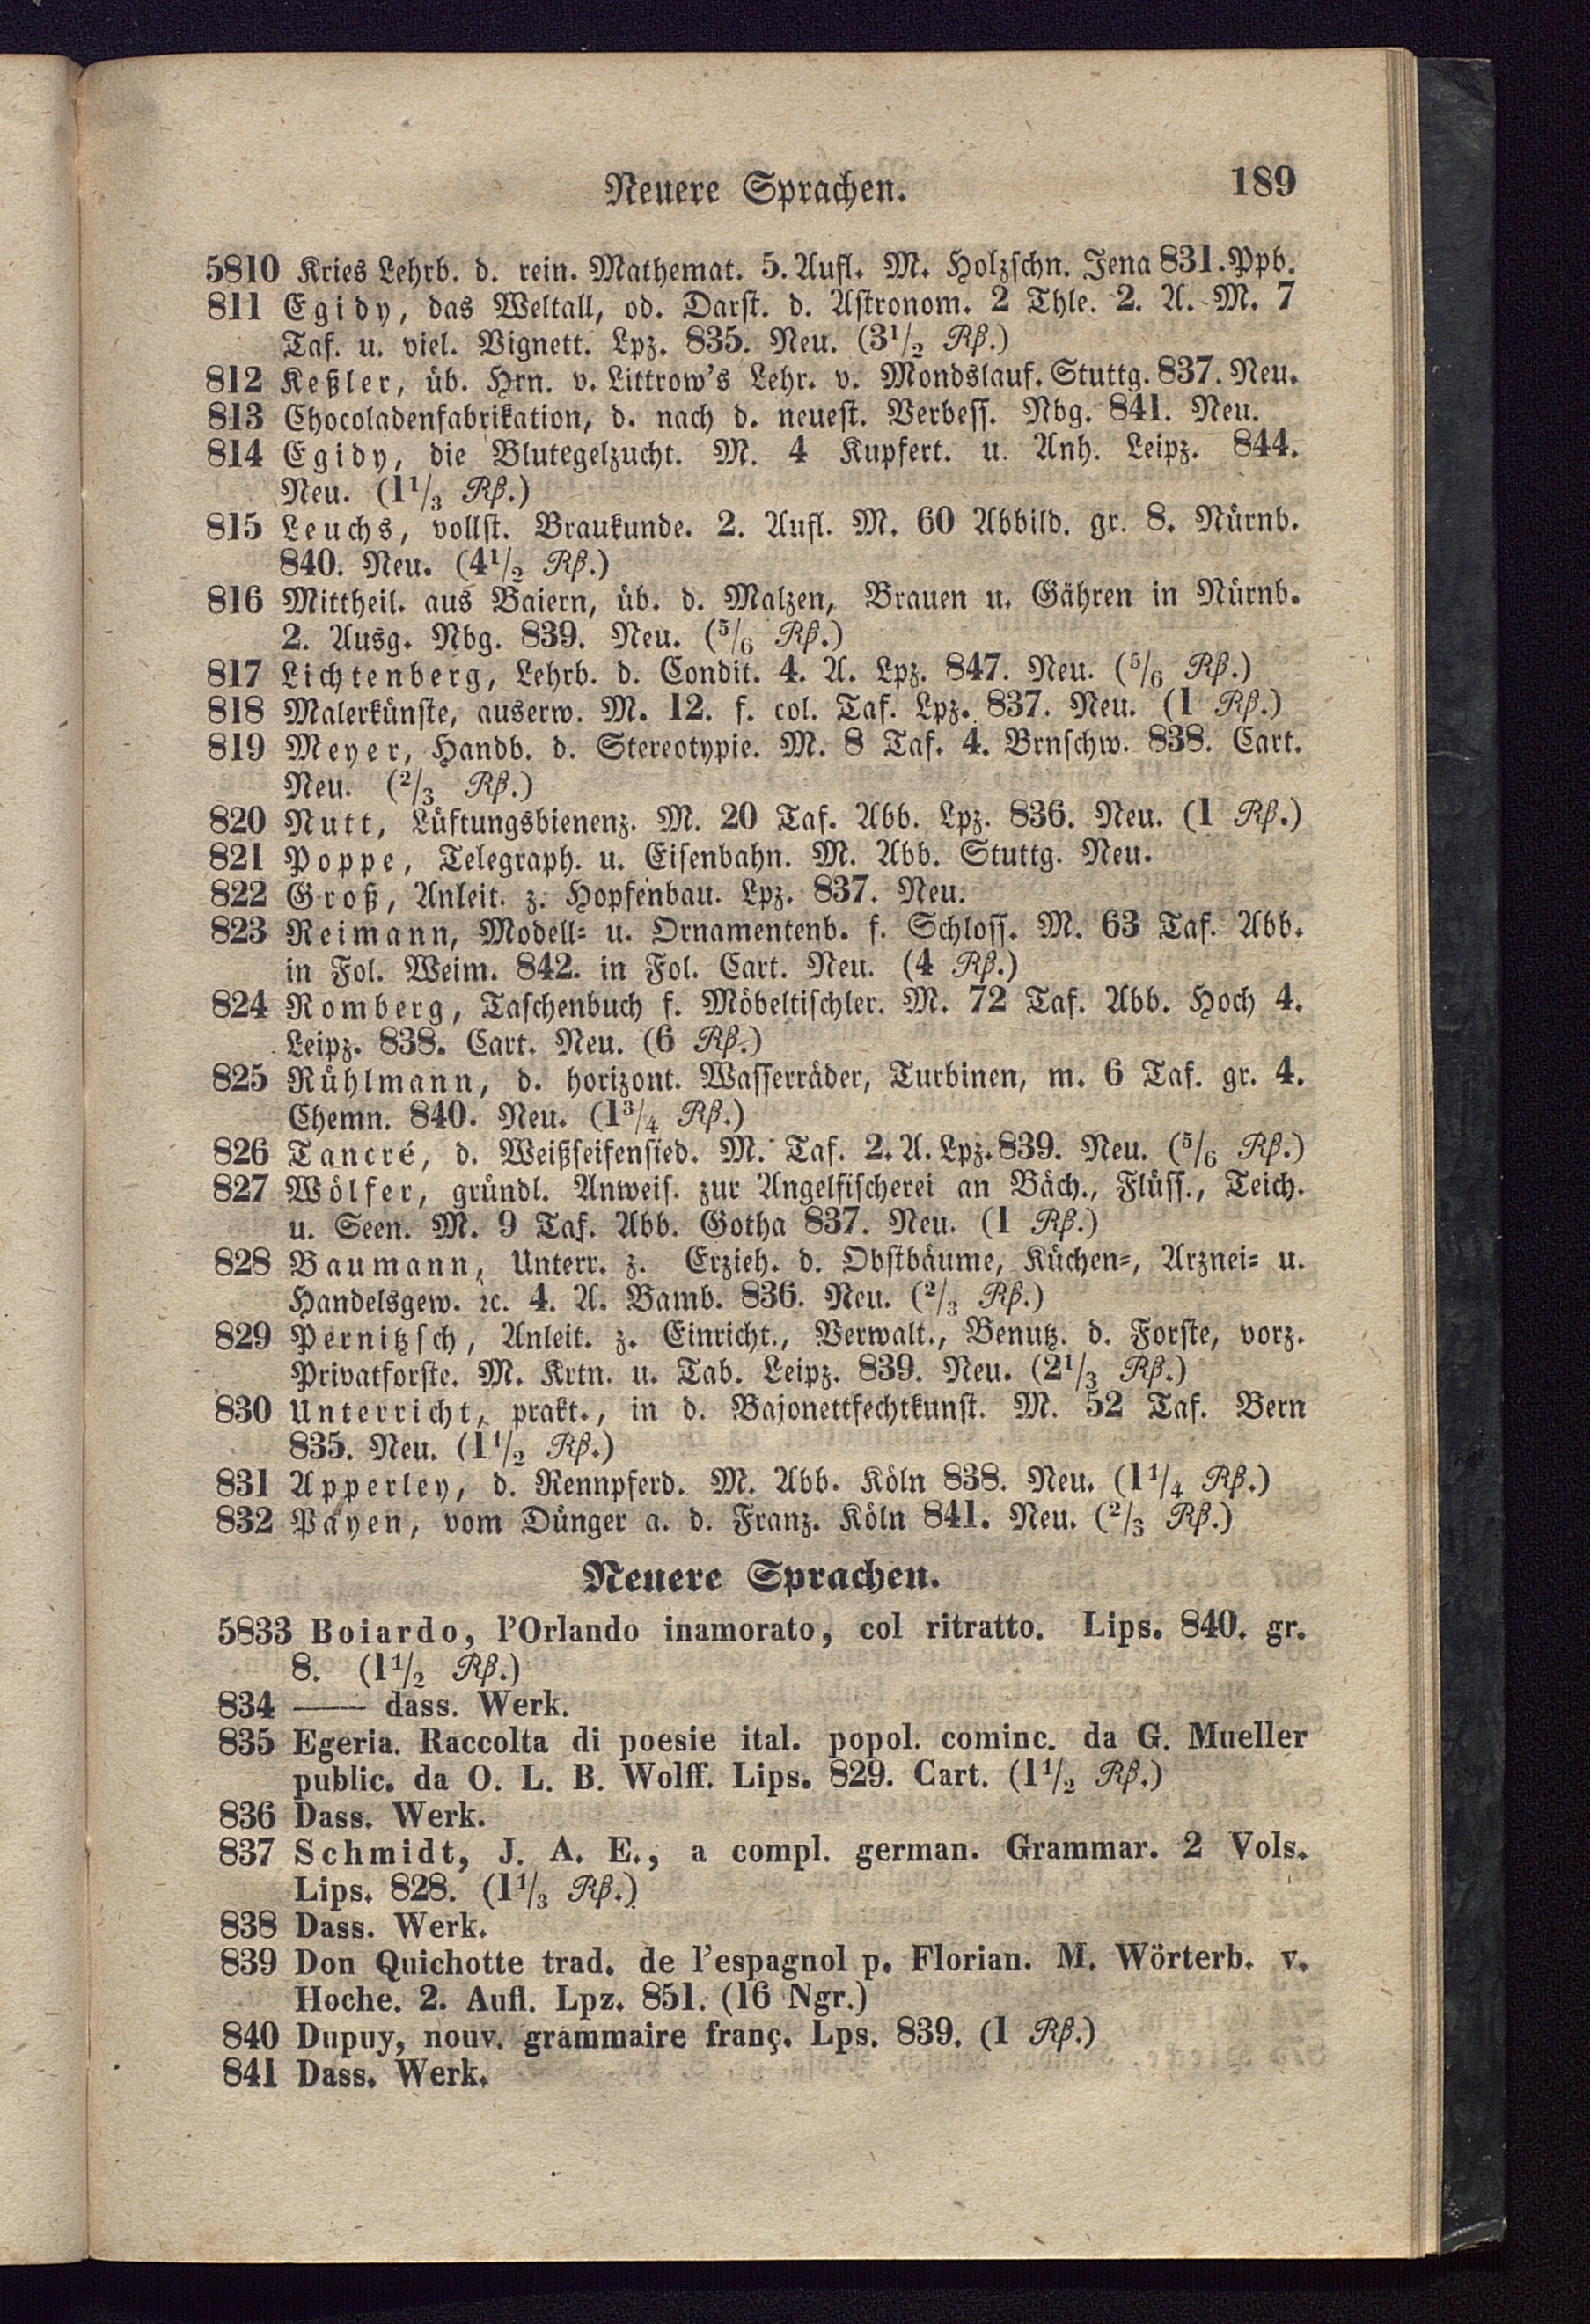 Neuere Sprachen. 189
5810 Kries Lehrb. d. rein. Mathemat. 5. Aufl. M. Holzschn. Jena 831. Ppb.
811 Egidy, das Weltall, od. Darst. d. Astronom. 2 Thle. 2. A. M. 7
Taf. u. viel. Vignett. Lpz. 835. Neu. (3¹/₂ Rß.)
812 Keßler, üb. Hrn. v. Littrow's Lehr. v. Mondslauf. Stuttg. 837. Neu.
813 Chocoladenfabrikation, d. nach d. neuest. Verbess. Nbg. 841. Neu.
814 Egidy, die Blutegelzucht. M. 4 Kupfert. u. Anh. Leipz. 844.
Neu. (1¹/₃ Rß.)
815 Leuchs, vollst. Braukunde. 2. Aufl. M. 60 Abbild. gr. 8. Nürnb.
840. Neu. (4¹/₂ Rß.)
816 Mittheil. aus Baiern, üb. d. Malzen, Brauen u. Gähren in Nürnb.
2. Ausg. Nbg. 839. Neu. (⁵/₆ Rß.)
817 Lichtenberg, Lehrb. d. Condit. 4. A. Lpz. 847. Neu. (⁵/₆ Rß.)
818 Malerkünste, auserw. M. 12. f. col. Taf. Lpz. 837. Neu. (1 Rß.)
819 Meyer, Handb. d. Stereotypie. M. 8 Taf. 4. Brnschw. 838. Cart.
Neu. (²/₃ Rß.)
820 Nutt, Lüftungsbienenz. M. 20 Taf. Abb. Lpz. 836. Neu. (1 Rß.)
821 Poppe, Telegraph. u. Eisenbahn. M. Abb. Stuttg. Neu.
822 Groß, Anleit. z. Hopfenbau. Lpz. 837. Neu.
823 Reimann, Modell- u. Ornamentenb. f. Schloss. M. 63 Taf. Abb.
in Fol. Weim. 842. in Fol. Cart. Neu. (4 Rß.)
824 Romberg, Taschenbuch f. Möbeltischler. M. 72 Taf. Abb. Hoch 4.
Leipz. 838. Cart. Neu. (6 Rß.)
825 Rühlmann, d. horizont. Wasserräder, Turbinen, m. 6 Taf. gr. 4.
Chemn. 840. Neu. (1³/₄ Rß.)
826 Tancré, d. Weißseifensied. M. Taf. 2. A. Lpz. 839. Neu. (⁵/₆ Rß.)
827 Wölfer, gründl. Anweis. zur Angelfischerei an Bäch., Flüss., Teich.
u. Seen. M. 9 Taf. Abb. Gotha 837. Neu. (1 Rß.)
828 Baumann, Unterr. z. Erzieh. d. Obstbäume, Küchen-, Arznei- u.
Handelsgew. ꝛc. 4. A. Bamb. 836. Neu. (²/₃ Rß.)
829 Pernitzsch, Anleit. z. Einricht., Verwalt., Benutz. d. Forste, vorz.
Privatforste. M. Krtn. u. Tab. Leipz. 839. Neu. (2¹/₃ Rß.)
830 Unterricht, prakt., in d. Bajonettfechtkunst. M. 52 Taf. Bern
835. Neu. (1¹/₂ Rß.)
831 Apperley, d. Rennpferd. M. Abb. Köln 838. Neu. (1¹/₄ Rß.)
832 Payen, vom Dünger a. d. Franz. Köln 841. Neu. (²/₃ Rß.)
Neuere Sprachen.
5833 Boiardo, l'Orlando inamorato, col ritratto. Lips. 840. gr.
8. (1¹/₂ Rß.)
834 —— dass. Werk.
835 Egeria. Raccolta di poesie ital. popol. cominc. da G. Mueller
public. da O. L. B. Wolff. Lips. 829. Cart. (1¹/₂ Rß.)
836 Dass. Werk.
837 Schmidt, J. A. E., a compl. german. Grammar. 2 Vols.
Lips. 828. (1¹/₃ Rß.)
838 Dass. Werk.
839 Don Quichotte trad. de l'espagnol p. Florian. M. Wörterb. v.
Hoche. 2. Aufl. Lpz. 851. (16 Ngr.)
840 Dupuy, nouv. grammaire franç. Lps. 839. (1 Rß.)
841 Dass. Werk.